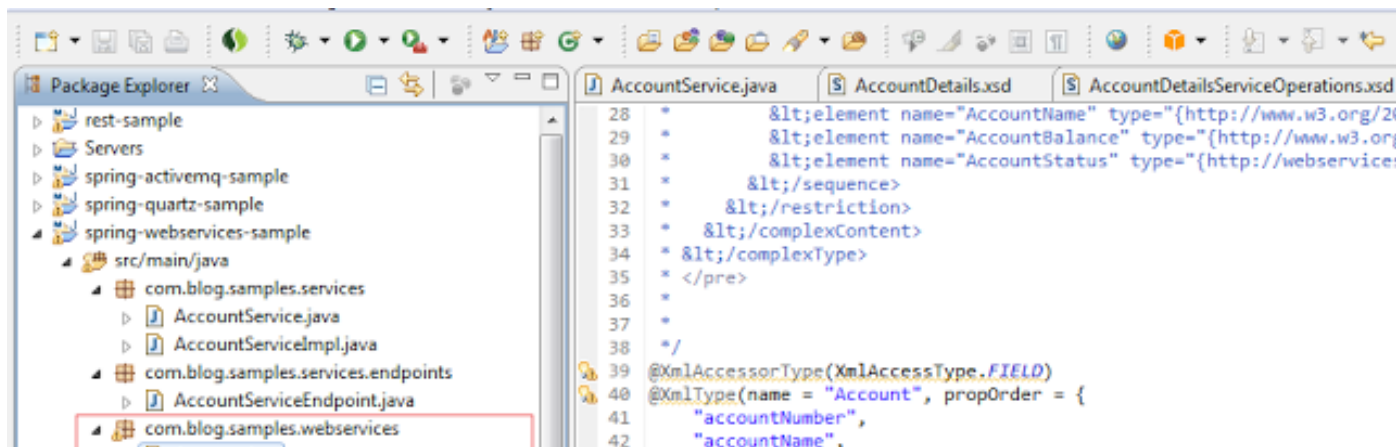 Package Explorer
rest-sample
Servers
spring-activemq-sample
spring-quartz-sample
spring-webservices-sample
src/main/java
com.blog.samples.services
AccountService.java
AccountServiceImpl.java
com.blog.samples.services.endpoints
AccountServiceEndpoint.java
com.blog.samples.webservices
AccountService.java AccountDetails.xsd AccountDetailsServiceOperations.xsd
28 * &lt;element name="AccountName" type="{http://www.w3.org/20
29 * &lt;element name="AccountBalance" type="{http://www.w3.org
30 * &lt;element name="AccountStatus" type="{http://webservices
31 * &lt;/sequence>
32 * &lt;/restriction>
33 * &lt;/complexContent>
34 * &lt;/complexType>
35 * </pre>
36 *
37 *
38 */
39 @XmlAccessorType(XmlAccessType.FIELD)
40 @XmlType(name = "Account", propOrder = {
41 "accountNumber",
42 "accountName",